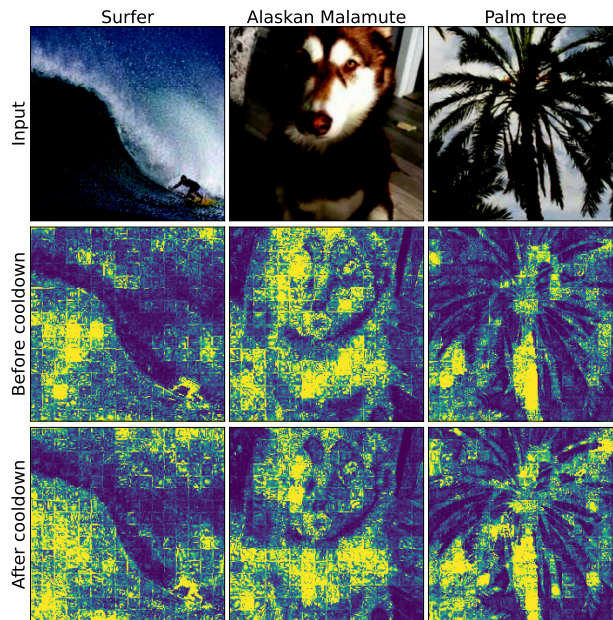 Surfer
Alaskan Malamute
Palm tree
Input
Before cooldown
After cooldown